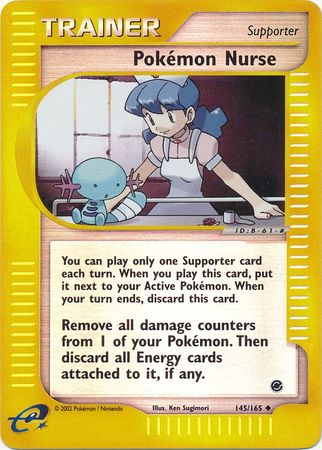 TRAINER
Supporter
Pokémon Nurse
ID:B-61-#
You can play only one Supporter card
each turn. When you play this card, put
it next to your Active Pokémon. When
your turn ends, discard this card.
Remove all damage counters
from 1 of your Pokémon. Then
discard all Energy cards
attached to it, if any.
e
© 2002 Pokémon / Nintendo Illus. Ken Sugimori 145/165 ◆